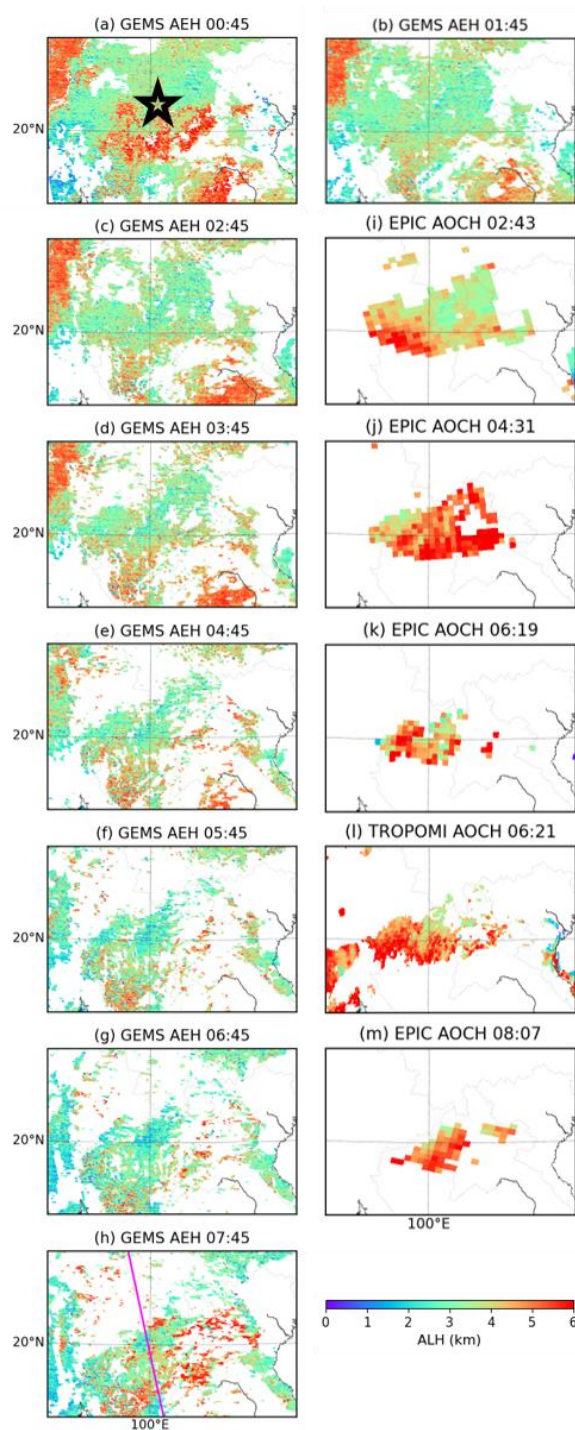 (a) GEMS AEH 00:45
(b) GEMS AEH 01:45
20°N
(c) GEMS AEH 02:45
(i) EPIC AOCH 02:43
20°N
(d) GEMS AEH 03:45
(j) EPIC AOCH 04:31
20°N
(e) GEMS AEH 04:45
(k) EPIC AOCH 06:19
20°N
(f) GEMS AEH 05:45
(l) TROPOMI AOCH 06:21
20°N
(g) GEMS AEH 06:45
(m) EPIC AOCH 08:07
20°N
100°E
(h) GEMS AEH 07:45
20°N
0 1 2 3 4 5 6
ALH (km)
100°E